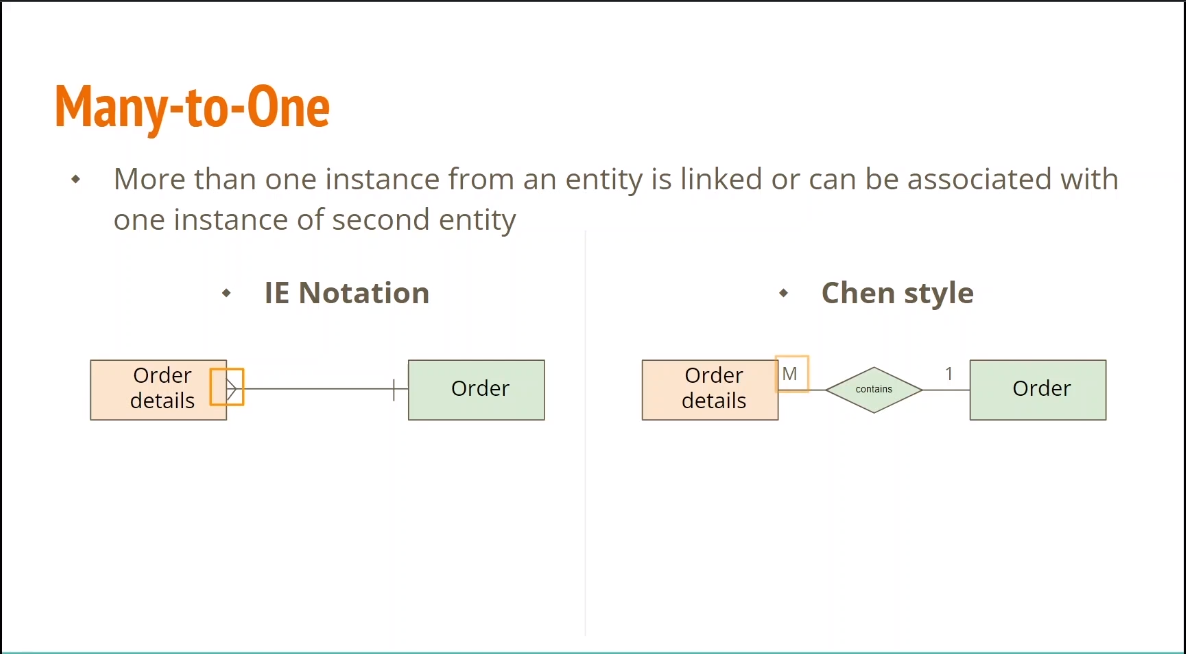 Many-to-One
More than one instance from an entity is linked or can be associated with
one instance of second entity
IE Notation
Order
details
Order
Chen style
Order
details
M
contains
1
Order